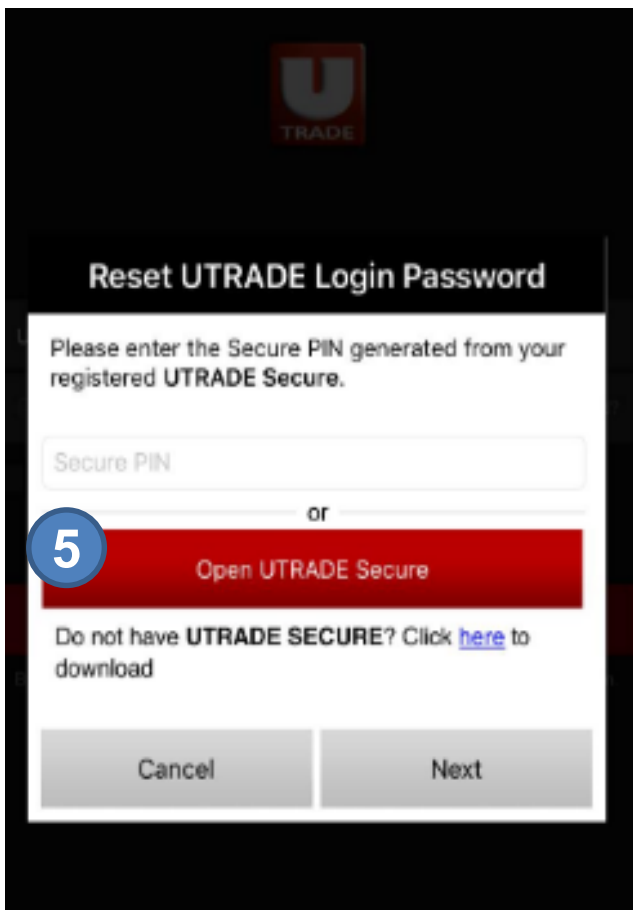 U
TRADE
Reset UTRADE Login Password
Please enter the Secure PIN generated from your
registered UTRADE Secure.
Secure PIN
or
5
Open UTRADE Secure
Do not have UTRADE SECURE? Click here to
download
Cancel
Next